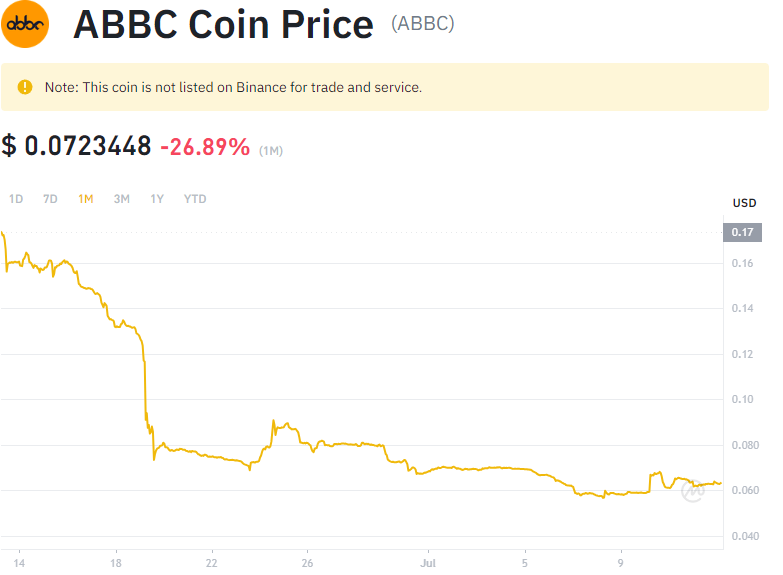 abbc
ABBC Coin Price (ABBC)
Note: This coin is not listed on Binance for trade and service.
$ 0.0723448 -26.89% (1M)
1D 7D 1M 3M 1Y YTD
USD
0.17
0.16
0.14
0.12
0.10
0.080
0.060
0.040
14 18 22 26 Jul 5 9